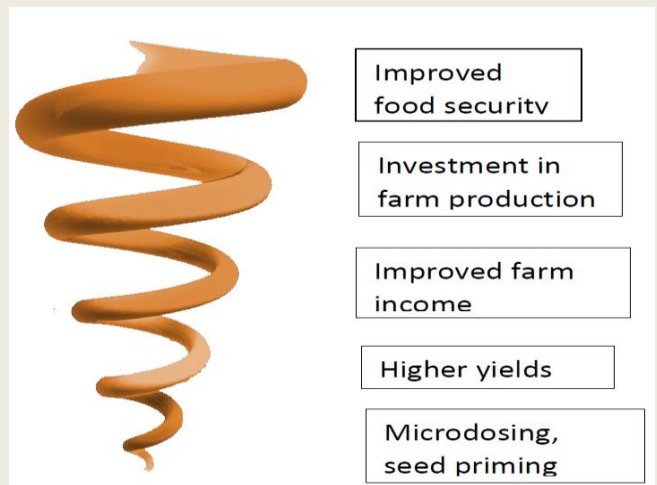 Improved
food security
Investment in
farm production
Improved farm
income
Higher yields
Microdosing,
seed priming